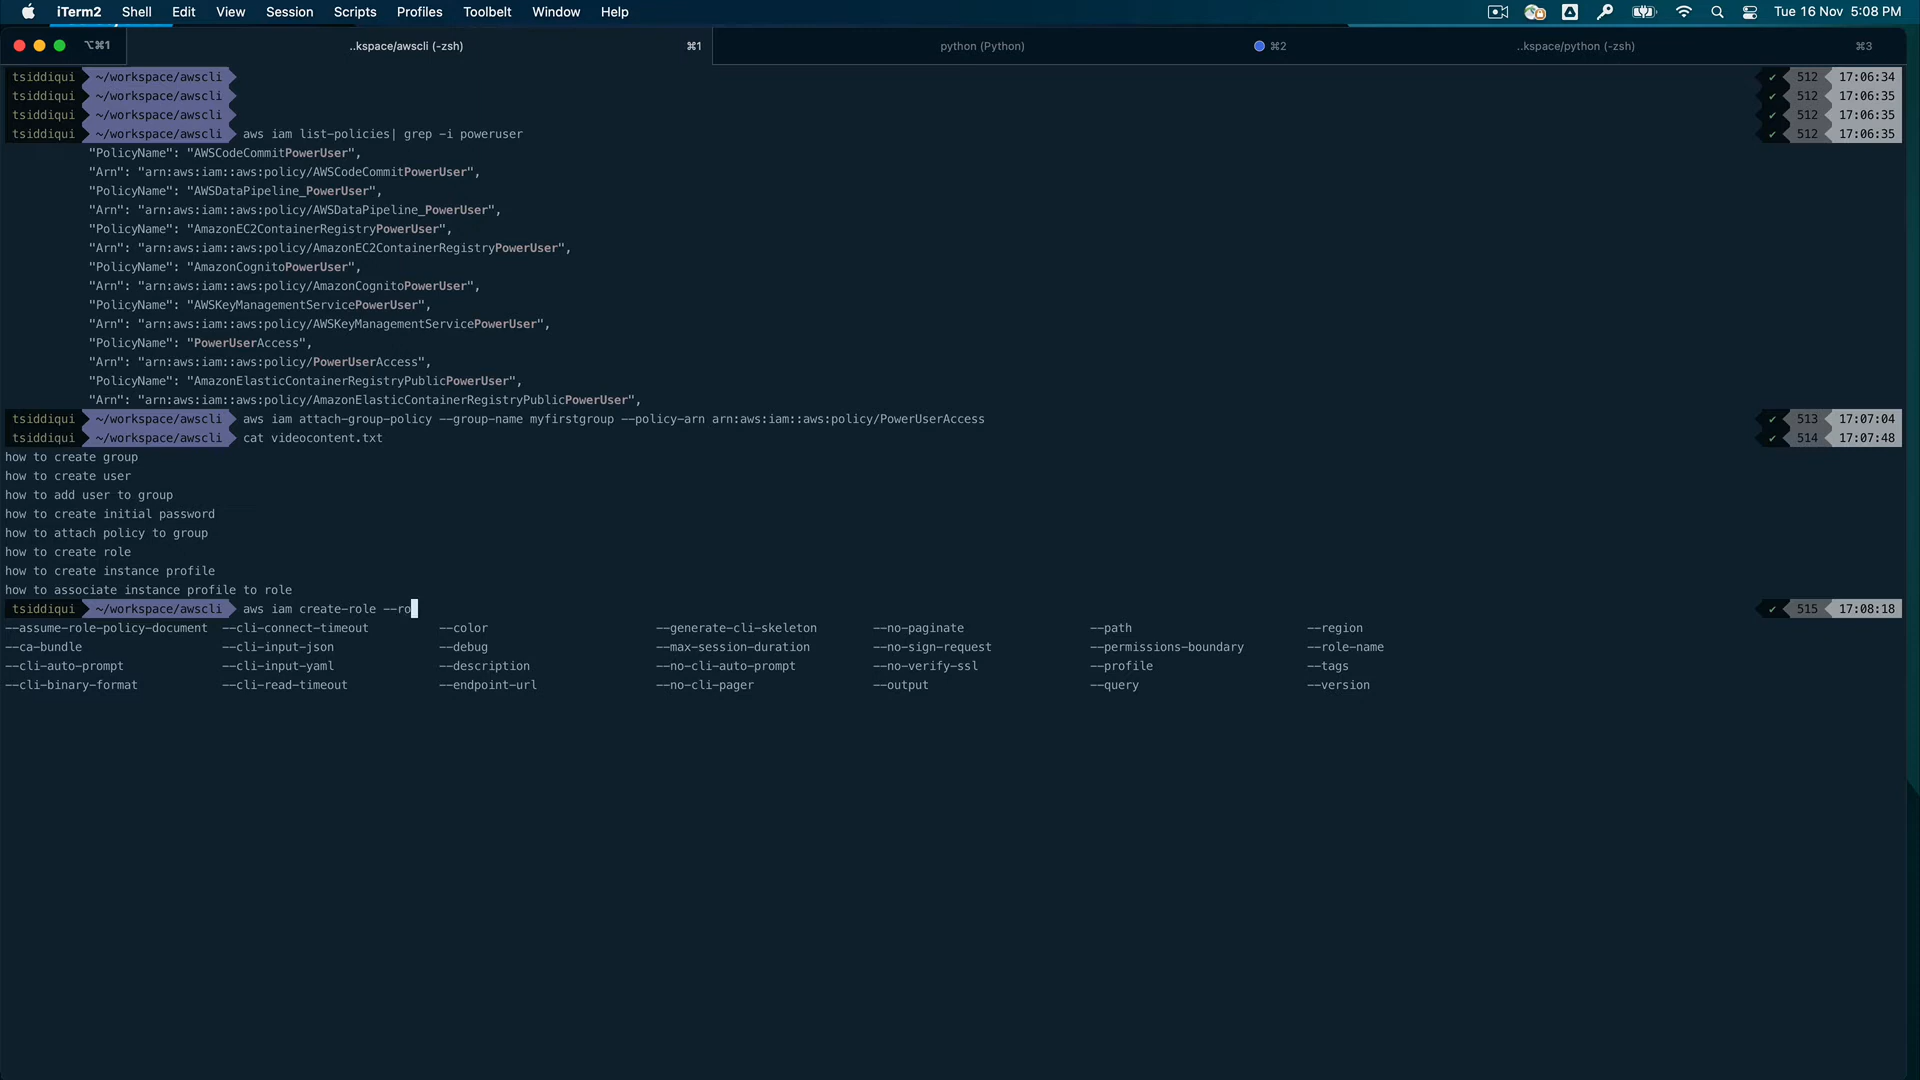 iTerm2 Shell Edit View Session Scripts Profiles Toolbelt Window Help Tue 16 Nov 5:08 PM
⌥⌘1 ..kspace/awscli (-zsh) ⌘1 python (Python) ⌘2 ..kspace/python (-zsh) ⌘3
tsiddiqui ~/workspace/awscli ✔ 512 17:06:34
tsiddiqui ~/workspace/awscli ✔ 512 17:06:35
tsiddiqui ~/workspace/awscli ✔ 512 17:06:35
tsiddiqui ~/workspace/awscli aws iam list-policies| grep -i poweruser ✔ 512 17:06:35
"PolicyName": "AWSCodeCommitPowerUser",
"Arn": "arn:aws:iam::aws:policy/AWSCodeCommitPowerUser",
"PolicyName": "AWSDataPipeline_PowerUser",
"Arn": "arn:aws:iam::aws:policy/AWSDataPipeline_PowerUser",
"PolicyName": "AmazonEC2ContainerRegistryPowerUser",
"Arn": "arn:aws:iam::aws:policy/AmazonEC2ContainerRegistryPowerUser",
"PolicyName": "AmazonCognitoPowerUser",
"Arn": "arn:aws:iam::aws:policy/AmazonCognitoPowerUser",
"PolicyName": "AWSKeyManagementServicePowerUser",
"Arn": "arn:aws:iam::aws:policy/AWSKeyManagementServicePowerUser",
"PolicyName": "PowerUserAccess",
"Arn": "arn:aws:iam::aws:policy/PowerUserAccess",
"PolicyName": "AmazonElasticContainerRegistryPublicPowerUser",
"Arn": "arn:aws:iam::aws:policy/AmazonElasticContainerRegistryPublicPowerUser",
tsiddiqui ~/workspace/awscli aws iam attach-group-policy --group-name myfirstgroup --policy-arn arn:aws:iam::aws:policy/PowerUserAccess ✔ 513 17:07:04
tsiddiqui ~/workspace/awscli cat videocontent.txt ✔ 514 17:07:48
how to create group
how to create user
how to add user to group
how to create initial password
how to attach policy to group
how to create role
how to create instance profile
how to associate instance profile to role
tsiddiqui ~/workspace/awscli aws iam create-role --ro ✔ 515 17:08:18
--assume-role-policy-document --cli-connect-timeout --color --generate-cli-skeleton --no-paginate --path --region
--ca-bundle --cli-input-json --debug --max-session-duration --no-sign-request --permissions-boundary --role-name
--cli-auto-prompt --cli-input-yaml --description --no-cli-auto-prompt --no-verify-ssl --profile --tags
--cli-binary-format --cli-read-timeout --endpoint-url --no-cli-pager --output --query --version